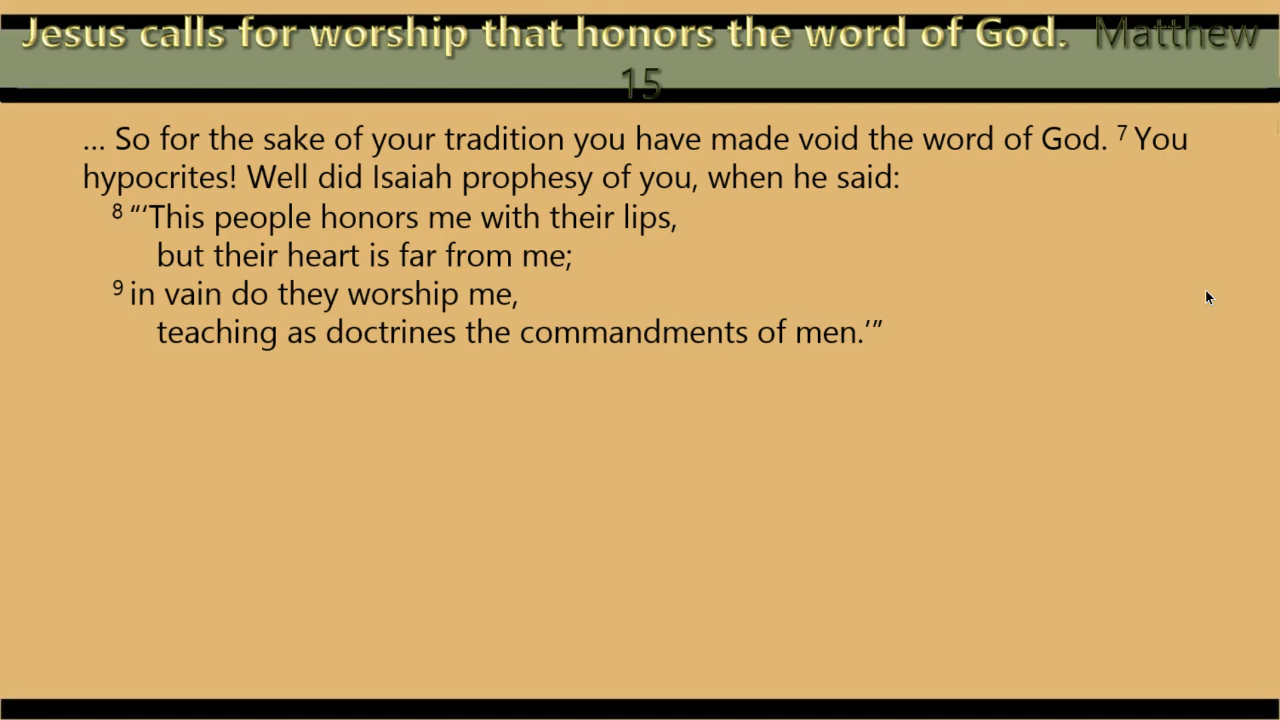 Jesus calls for worship that honors the word of God. Matthew
15
... So for the sake of your tradition you have made void the word of God. ⁷ You
hypocrites! Well did Isaiah prophesy of you, when he said:
⁸ “‘This people honors me with their lips,
but their heart is far from me;
⁹ in vain do they worship me,
teaching as doctrines the commandments of men.’”